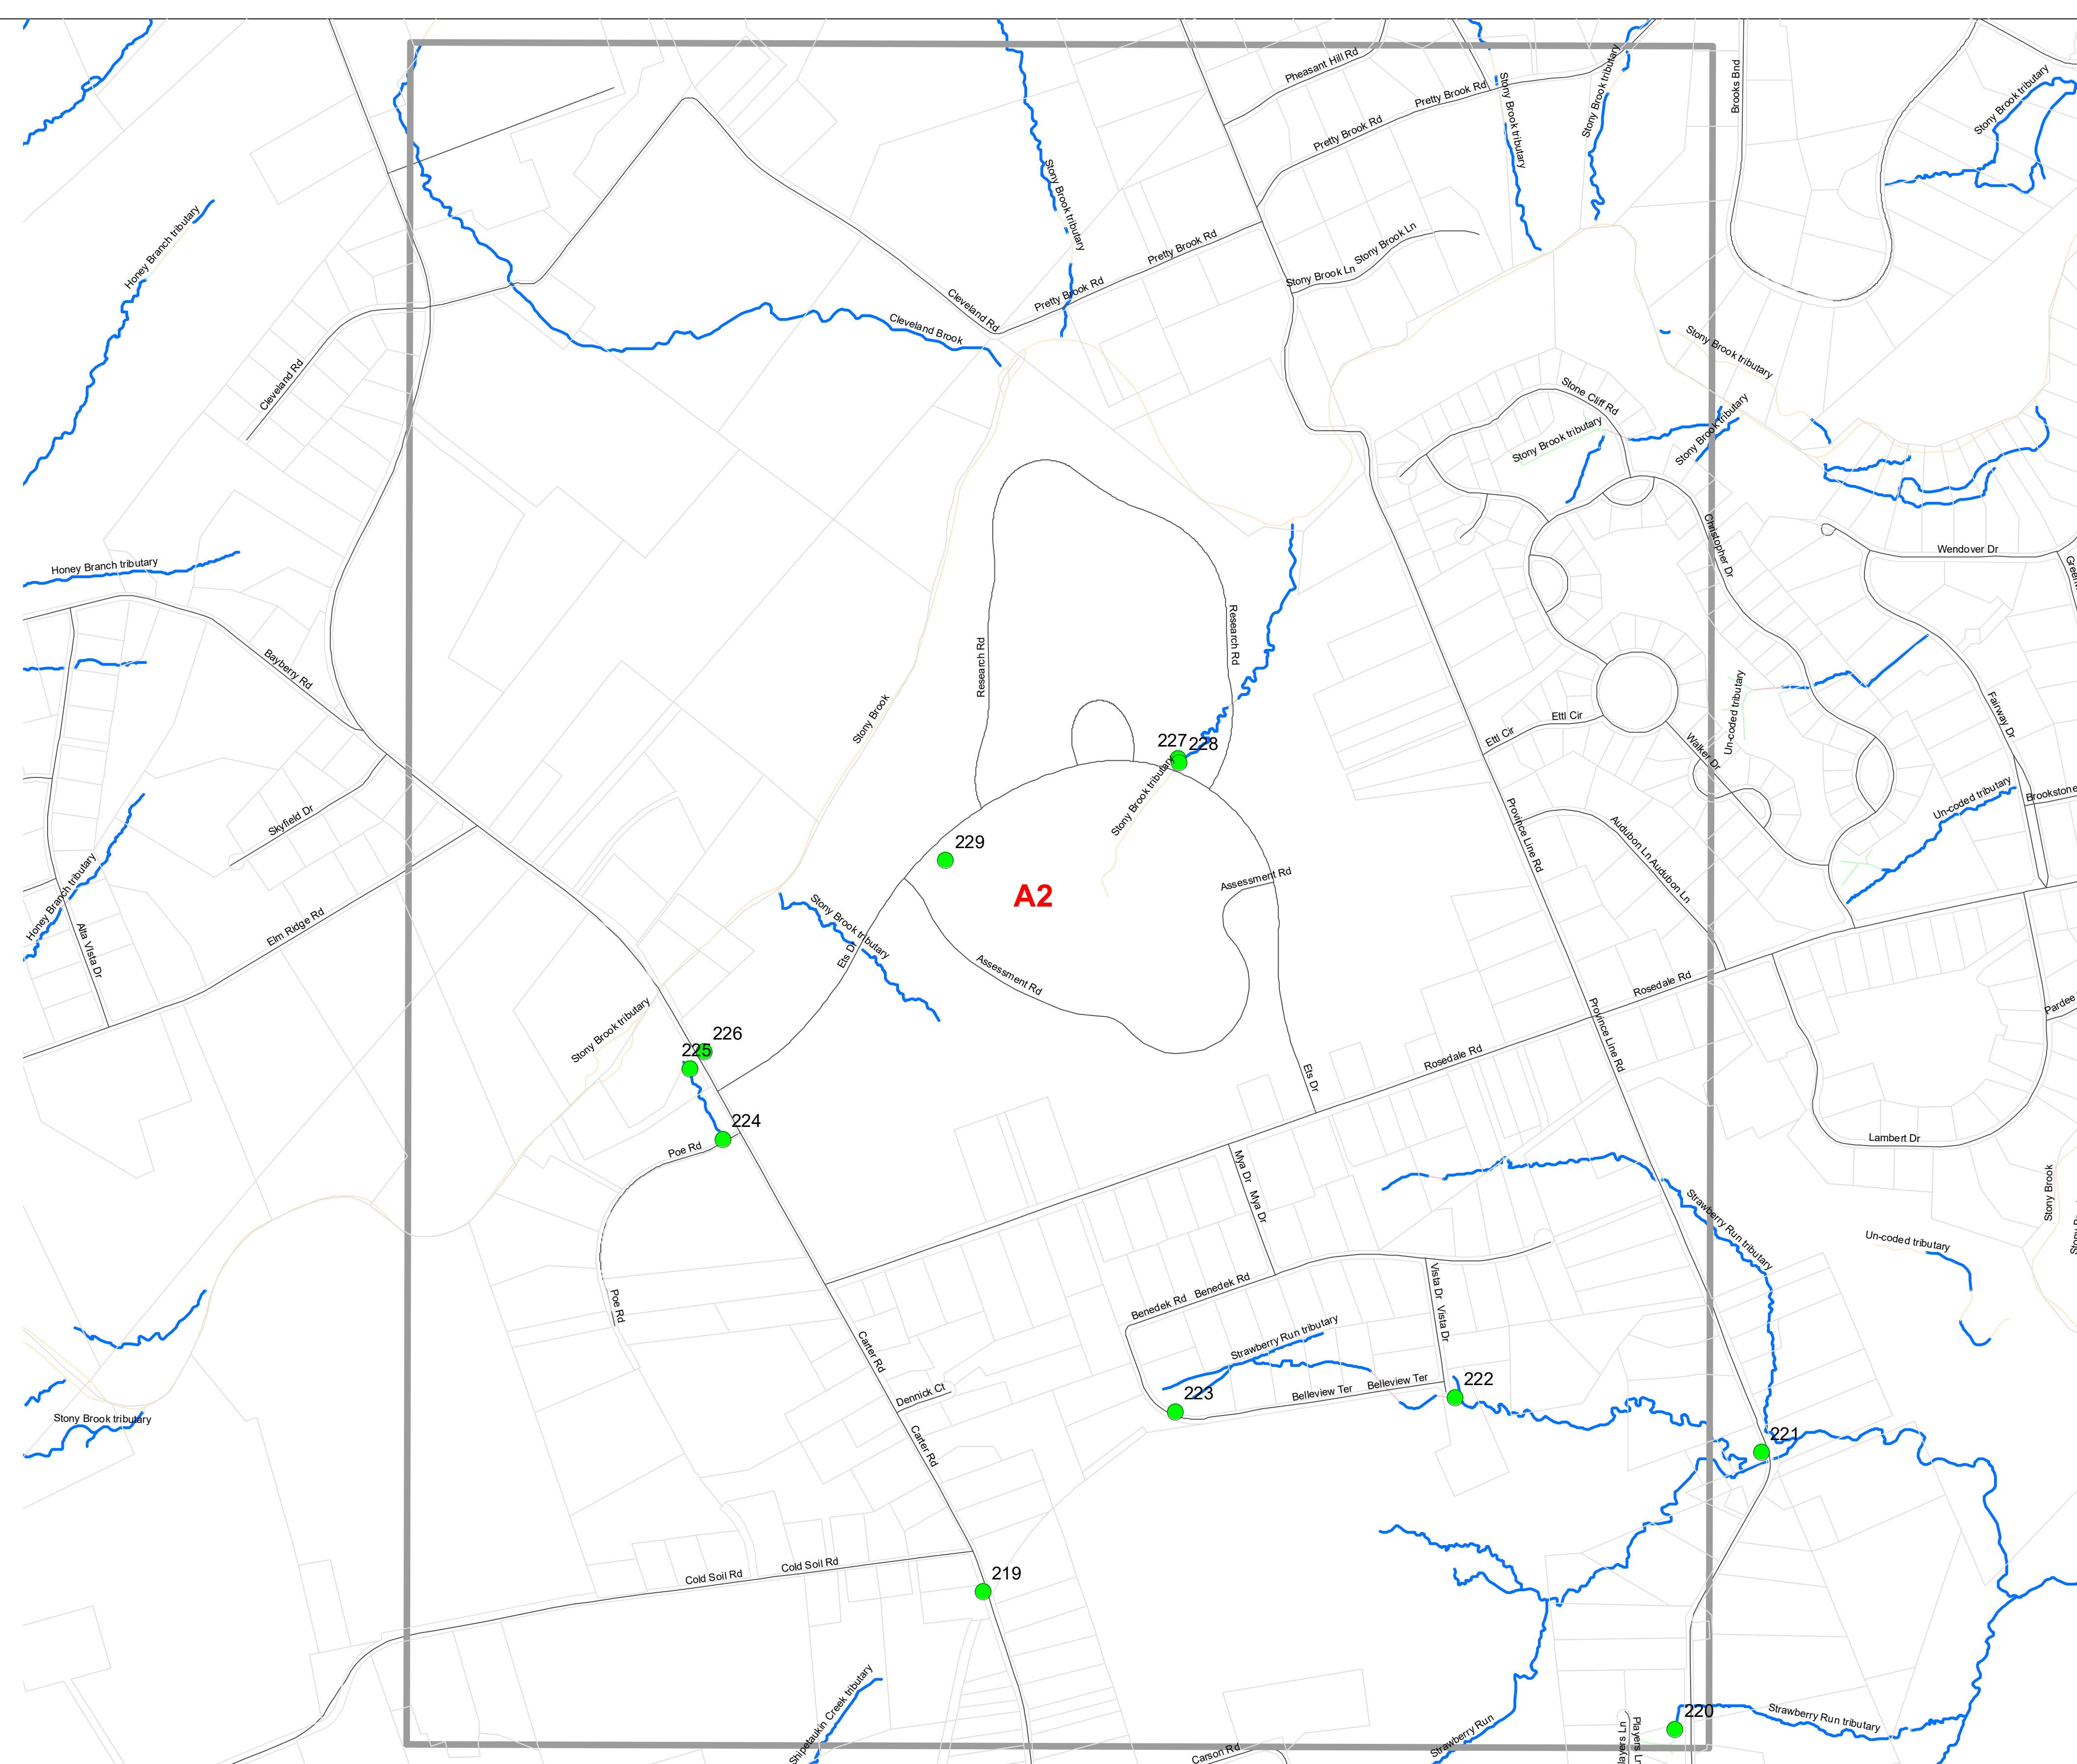 Pheasant Hill Rd
Stony Brook tributary
Stony Brook tributary
Brooks Bnd
Stony Brook tributary
Pretty Brook Rd
Pretty Brook Rd
Stony Brook tributary
Honey Branch tributary
Pretty Brook Rd
Stony Brook Ln
Stony Brook Ln
Pretty Brook Rd
Cleveland Rd
Cleveland Brook
Stony Brook tributary
Cleveland Rd
Stone Cliff Rd
Stony Brook tributary
Stony Brook tributary
Christopher Dr
Wendover Dr
Honey Branch tributary
Research Rd
Research Rd
Bayberry Rd
Stony Brook
Ettl Cir
Ettl Cir
Un-coded tributary
Walker Dr
Fairway Dr
227
228
Stony Brook tributary
Un-coded tributary
Brookstone
Skyfield Dr
Province Line Rd
Audubon Ln Audubon Ln
229
A2
Assessment Rd
Honey Branch tributary
Alta Vista Dr
Elm Ridge Rd
Stony Brook tributary
Ets Dr
Assessment Rd
Rosedale Rd
Province Line Rd
Pardee
Stony Brook tributary
226
225
Rosedale Rd
Ets Dr
224
Poe Rd
Lambert Dr
Mya Dr Mya Dr
Stony Brook
Strawberry Run tributary
Un-coded tributary
Poe Rd
Benedek Rd Benedek Rd
Vista Dr Vista Dr
Strawberry Run tributary
Carter Rd
Dennick Ct
Belleview Ter Belleview Ter
222
223
Stony Brook tributary
Carter Rd
221
Cold Soil Rd Cold Soil Rd
219
Shipetaukin Creek tributary
220
Strawberry Run tributary
Strawberry Run
Carson Rd
Players Ln